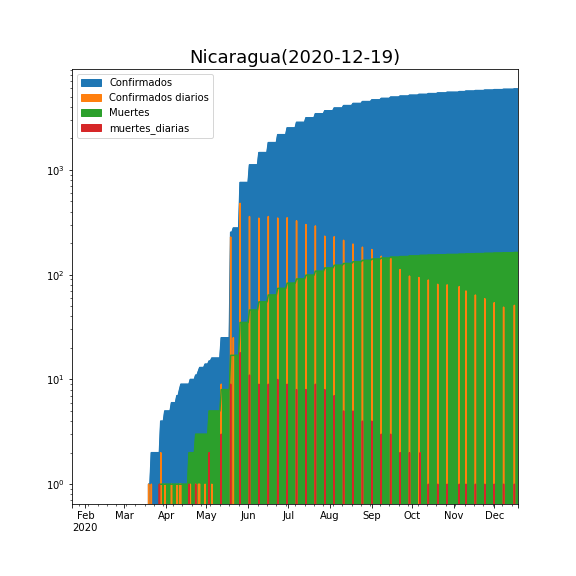 Nicaragua(2020-12-19)
Confirmados
Confirmados diarios
Muertes
muertes_diarias
10³
10²
10¹
10⁰
Feb Mar Apr May Jun Jul Aug Sep Oct Nov Dec
2020